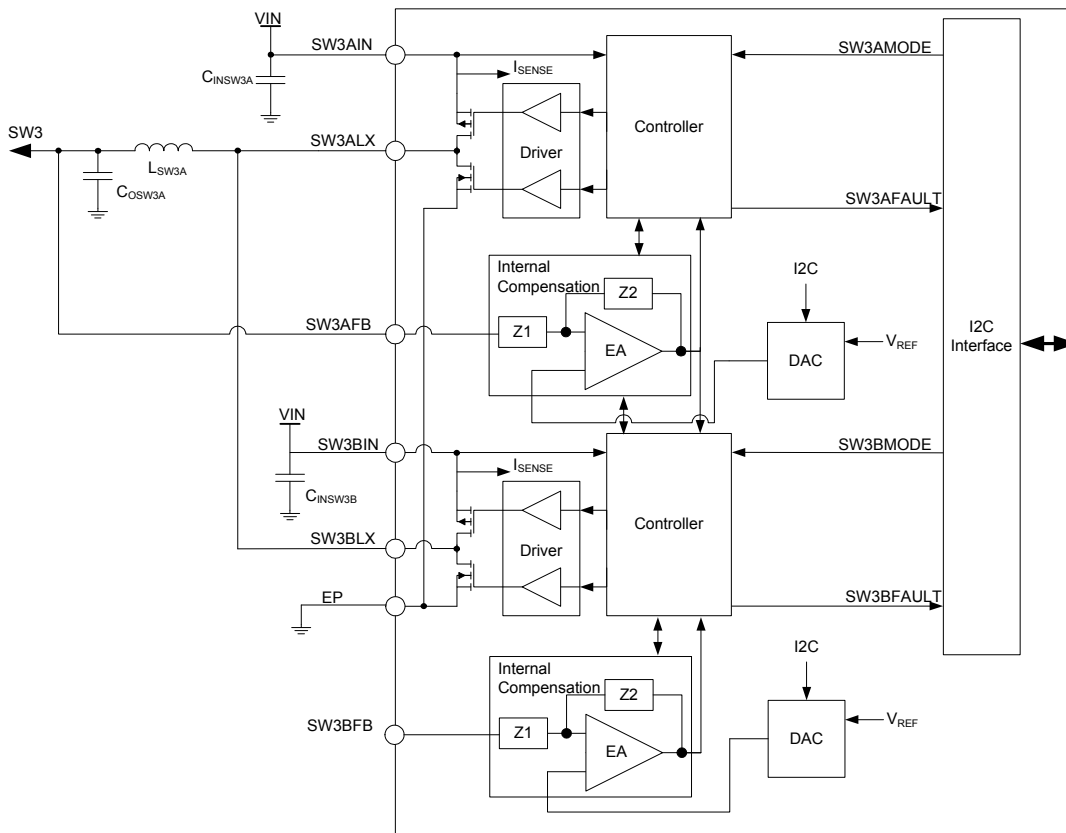 VIN
SW3AIN
CINSW3A
ISENSE
SW3AMODE
Controller
SW3
SW3ALX
LSW3A
COSW3A
Driver
SW3AFAULT
Internal
Compensation
Z2
I2C
SW3AFB
Z1
EA
DAC
VREF
I2C
Interface
VIN
SW3BIN
CINSW3B
ISENSE
SW3BMODE
Controller
SW3BLX
Driver
EP
SW3BFAULT
Internal
Compensation
Z2
I2C
SW3BFB
Z1
EA
DAC
VREF